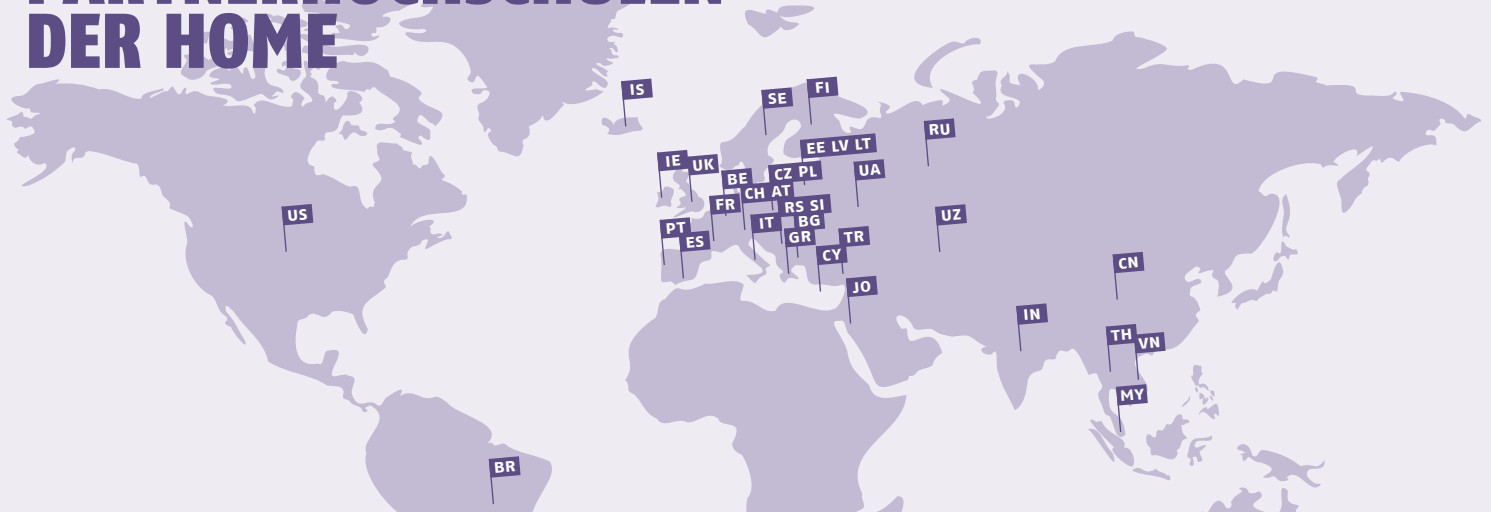 PARTNERHOCHSCHULEN
DER HOME
IS
SE
FI
RU
EE LV LT
IE
UK
UA
BE
CZ PL
CH AT
FR
RS SI
US
UZ
IT
BG
PT
ES
GR
TR
CY
CN
JO
IN
TH
VN
MY
BR